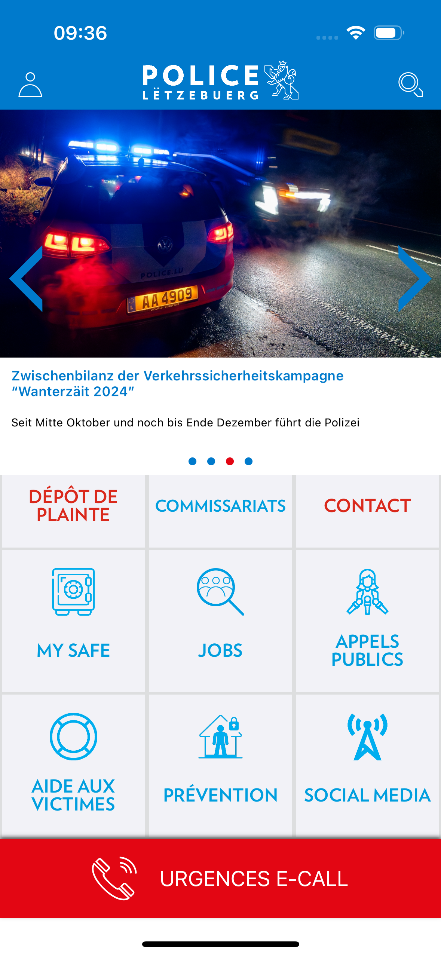 09:36
POLICE
LËTZEBUERG
POLICE LU
AA 4909
Zwischenbilanz der Verkehrssicherheitskampagne
“Wanterzäit 2024”
Seit Mitte Oktober und noch bis Ende Dezember führt die Polizei
DÉPÔT DE
PLAINTE
COMMISSARIATS
CONTACT
MY SAFE
JOBS
APPELS
PUBLICS
AIDE AUX
VICTIMES
PRÉVENTION
SOCIAL MEDIA
URGENCES E-CALL